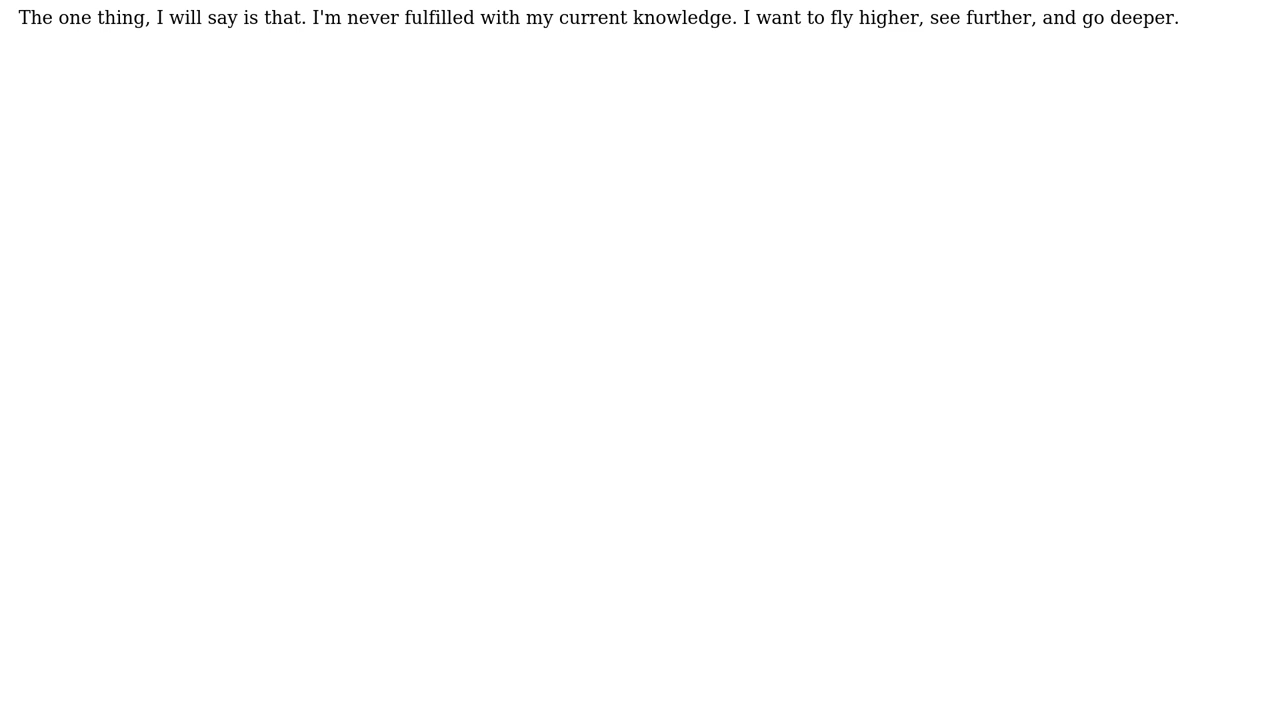 The one thing, I will say is that. I'm never fulfilled with my current knowledge. I want to fly higher, see further, and go deeper.